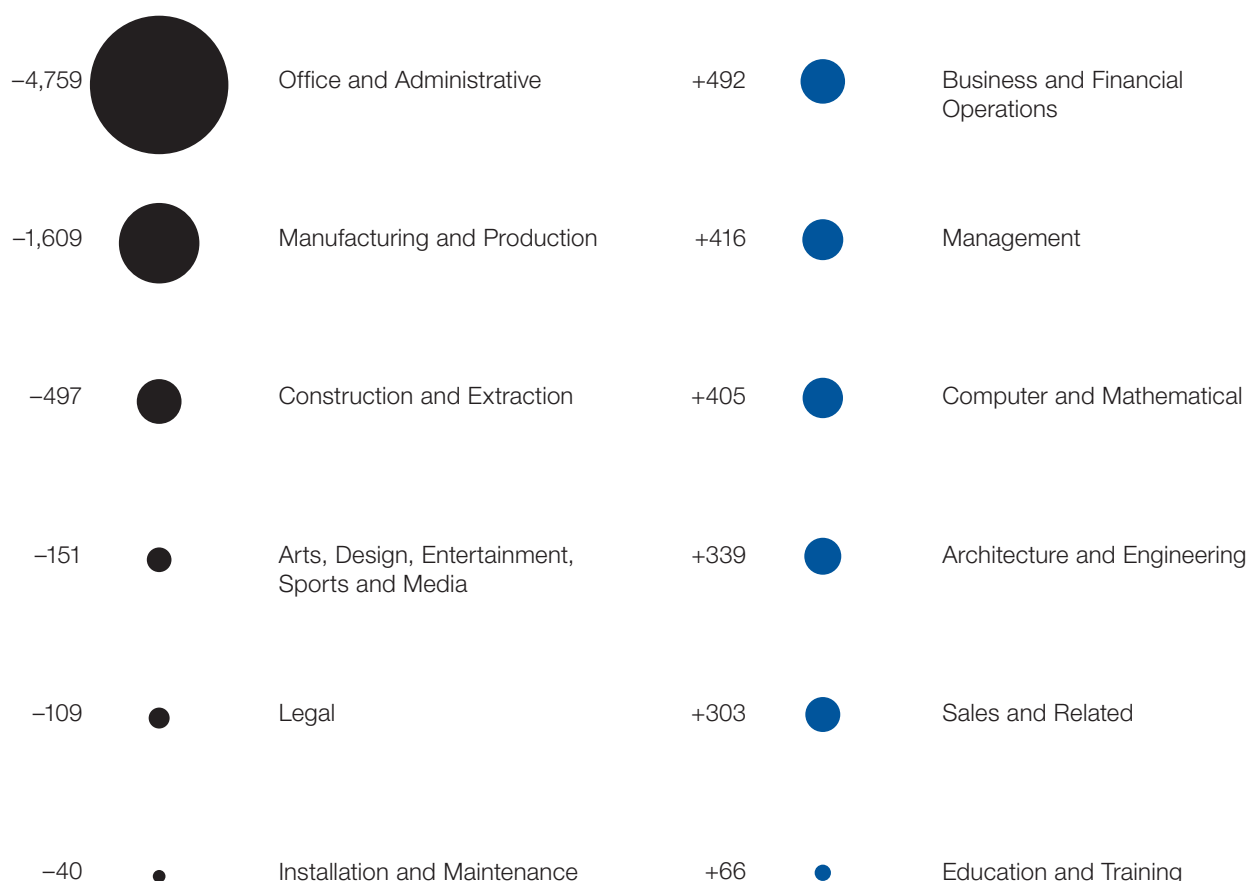 –4,759
Office and Administrative
+492
Business and Financial
Operations
–1,609
Manufacturing and Production
+416
Management
–497
Construction and Extraction
+405
Computer and Mathematical
–151
Arts, Design, Entertainment,
Sports and Media
+339
Architecture and Engineering
–109
Legal
+303
Sales and Related
–40
Installation and Maintenance
+66
Education and Training